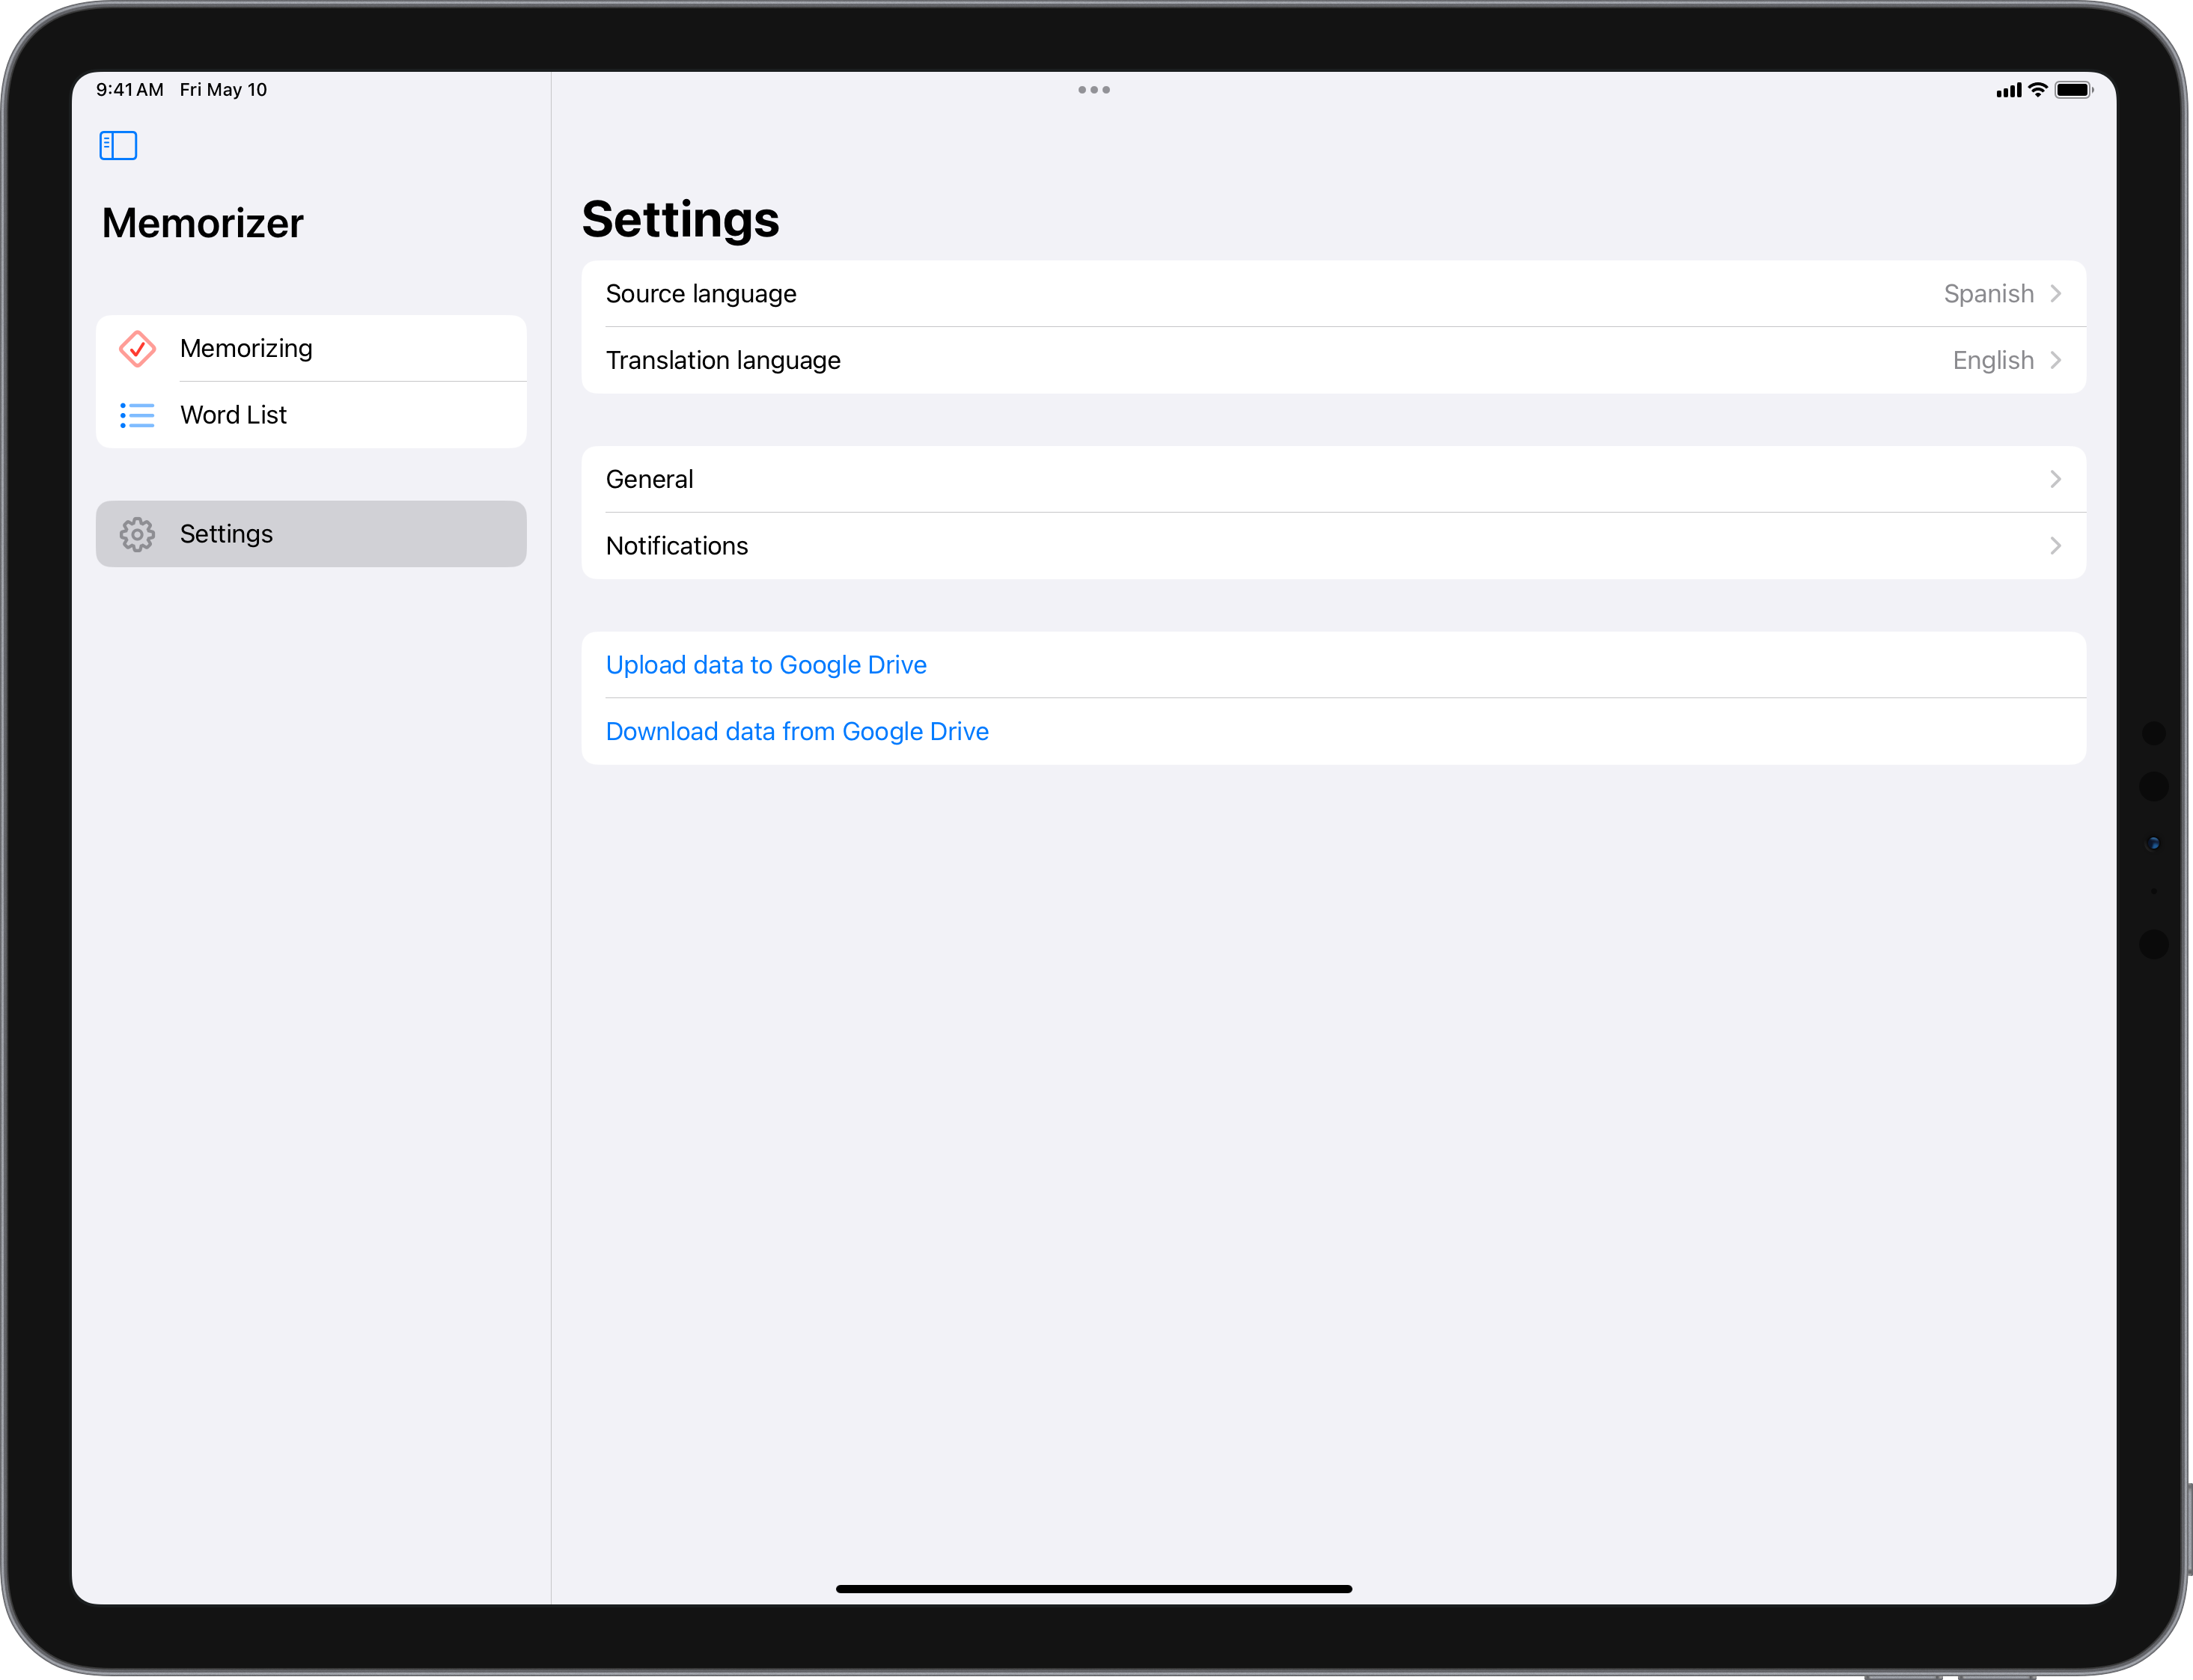 9:41 AM Fri May 10
Memorizer
Memorizing
Word List
Settings
Settings
Source language Spanish
Translation language English
General
Notifications
Upload data to Google Drive
Download data from Google Drive